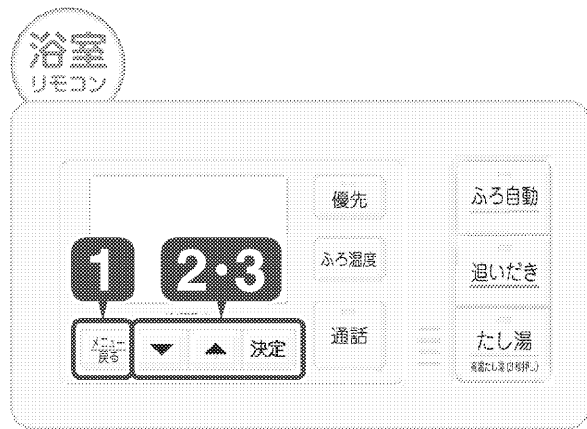 浴室
リモコン
優先
ふろ自動
1
2・3
ふろ温度
追いだき
メニュー
戻る
▼
▲
決定
通話
たし湯